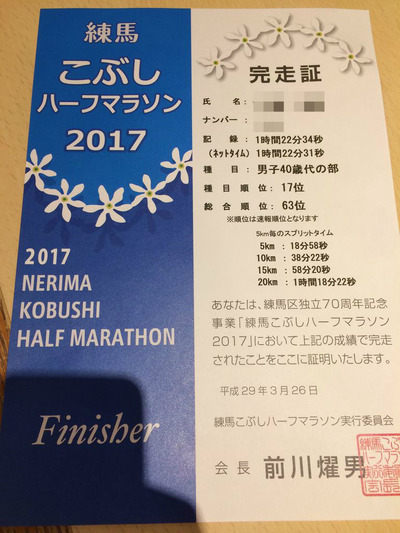 練馬
こぶし
ハーフマラソン
2017
2017
NERIMA
KOBUSHI
HALF MARATHON
Finisher
完走証
氏 名:
ナンバー:
記 録:1時間22分34秒
(ネットタイム) 1時間22分31秒
種 目:男子40歳代の部
種目順位:17位
総合順位:63位
※順位は速報順位となります
5km毎のスプリットタイム
5km:18分58秒
10km:38分22秒
15km:58分20秒
20km:1時間18分22秒
あなたは、練馬区独立70周年記念
事業「練馬こぶしハーフマラソン
2017」において上記の成績で完走
されたことをここに証明いたします。
平成29年3月26日
練馬こぶしハーフマラソン実行委員会
会長 前川燿男